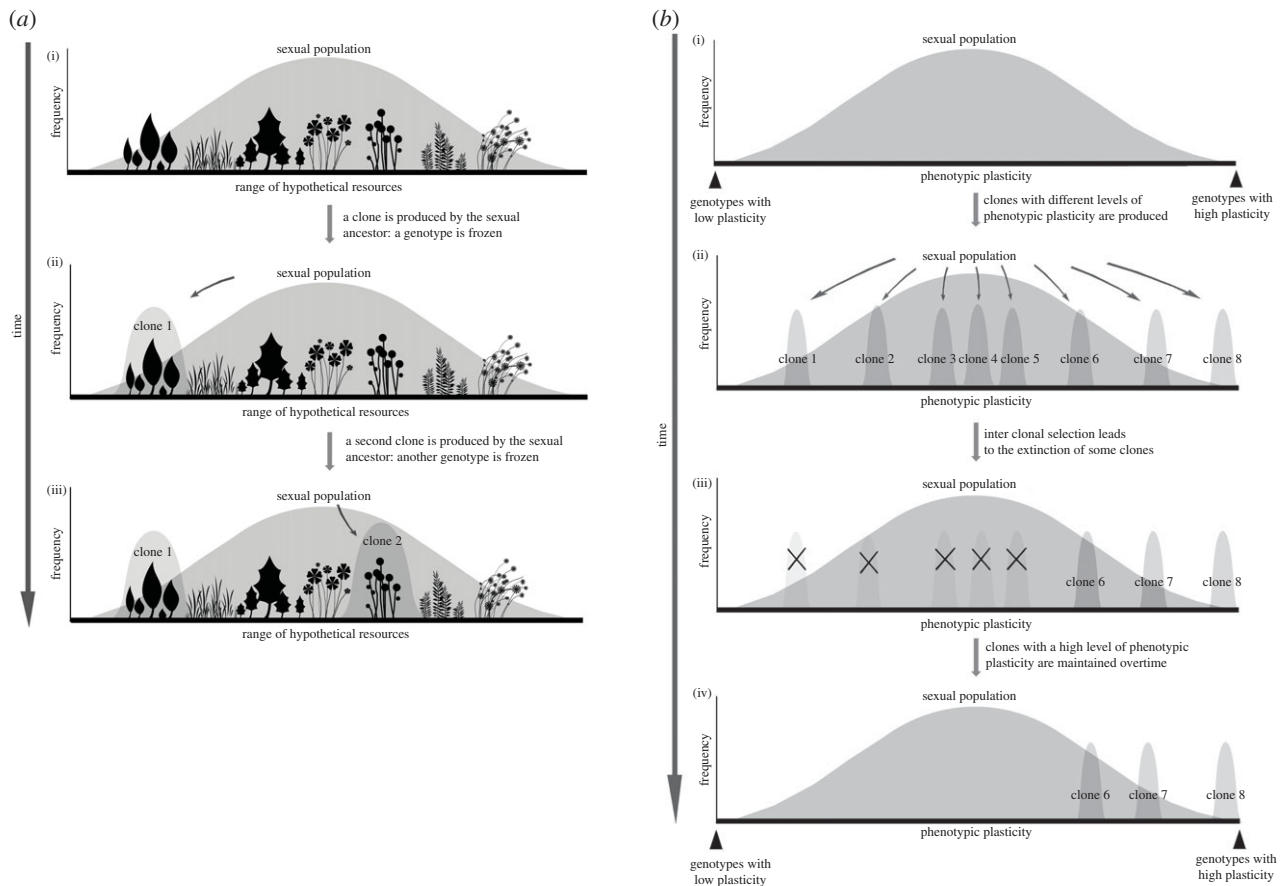 (a)
(i)
sexual population
frequency
range of hypothetical resources
a clone is produced by the sexual
ancestor: a genotype is frozen
(ii)
sexual population
clone 1
frequency
range of hypothetical resources
time
a second clone is produced by the sexual
ancestor: another genotype is frozen
(iii)
sexual population
clone 1
clone 2
frequency
range of hypothetical resources
(b)
(i)
sexual population
frequency
phenotypic plasticity
genotypes with
low plasticity
clones with different levels of
phenotypic plasticity are produced
genotypes with
high plasticity
(ii)
sexual population
frequency
clone 1
clone 2
clone 3
clone 4
clone 5
clone 6
clone 7
clone 8
phenotypic plasticity
time
inter clonal selection leads
to the extinction of some clones
(iii)
sexual population
frequency
clone 6
clone 7
clone 8
phenotypic plasticity
clones with a high level of phenotypic
plasticity are maintained overtime
(iv)
sexual population
frequency
clone 6
clone 7
clone 8
phenotypic plasticity
genotypes with
low plasticity
genotypes with
high plasticity